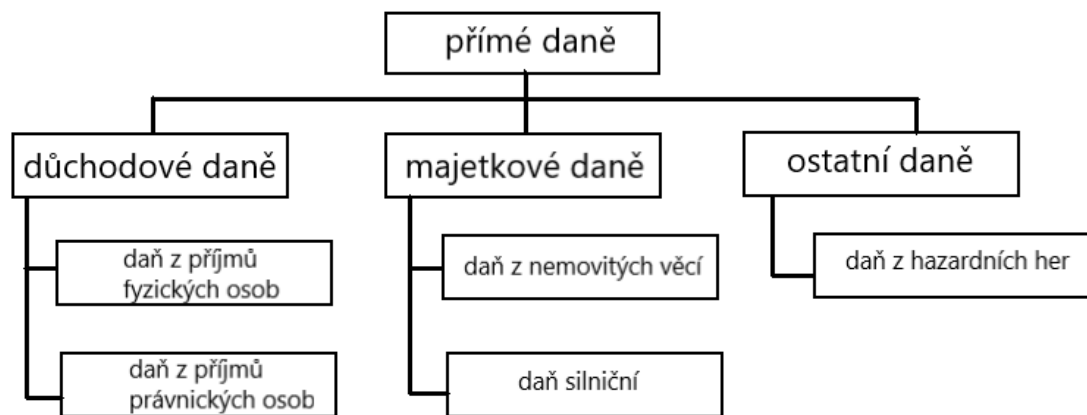 přímé daně
důchodové daně
majetkové daně
ostatní daně
daň z příjmů
fyzických osob
daň z nemovitých věcí
daň z hazardních her
daň z příjmů
právnických osob
daň silniční